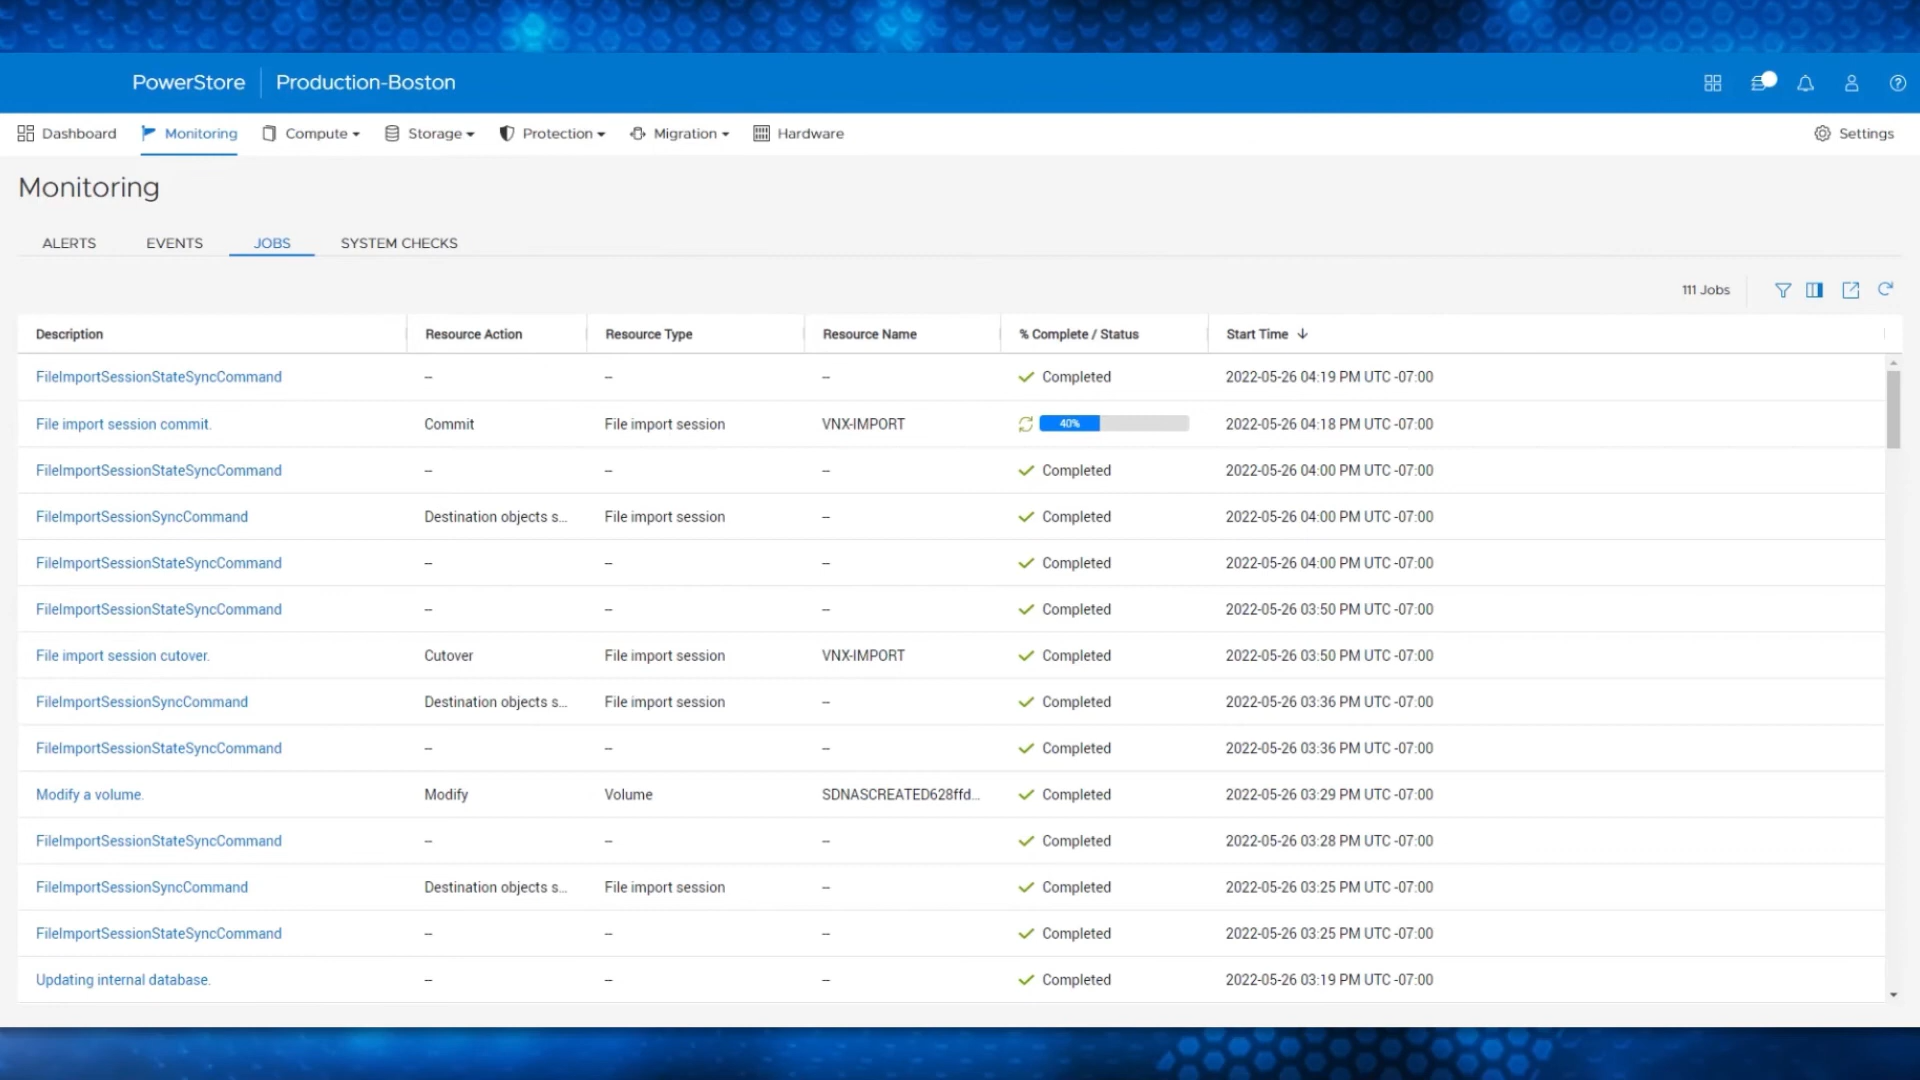 PowerStore Production-Boston
Dashboard Monitoring Compute Storage Protection Migration Hardware Settings
Monitoring
ALERTS EVENTS JOBS SYSTEM CHECKS
111 Jobs
Description Resource Action Resource Type Resource Name % Complete / Status Start Time
FileImportSessionStateSyncCommand -- -- -- Completed 2022-05-26 04:19 PM UTC -07:00
File import session commit. Commit File import session VNX-IMPORT 40% 2022-05-26 04:18 PM UTC -07:00
FileImportSessionStateSyncCommand -- -- -- Completed 2022-05-26 04:00 PM UTC -07:00
FileImportSessionSyncCommand Destination objects s... File import session -- Completed 2022-05-26 04:00 PM UTC -07:00
FileImportSessionStateSyncCommand -- -- -- Completed 2022-05-26 04:00 PM UTC -07:00
FileImportSessionStateSyncCommand -- -- -- Completed 2022-05-26 03:50 PM UTC -07:00
File import session cutover. Cutover File import session VNX-IMPORT Completed 2022-05-26 03:50 PM UTC -07:00
FileImportSessionSyncCommand Destination objects s... File import session -- Completed 2022-05-26 03:36 PM UTC -07:00
FileImportSessionStateSyncCommand -- -- -- Completed 2022-05-26 03:36 PM UTC -07:00
Modify a volume. Modify Volume SDNASCREATED628ffd... Completed 2022-05-26 03:29 PM UTC -07:00
FileImportSessionStateSyncCommand -- -- -- Completed 2022-05-26 03:28 PM UTC -07:00
FileImportSessionSyncCommand Destination objects s... File import session -- Completed 2022-05-26 03:25 PM UTC -07:00
FileImportSessionStateSyncCommand -- -- -- Completed 2022-05-26 03:25 PM UTC -07:00
Updating internal database. -- -- -- Completed 2022-05-26 03:19 PM UTC -07:00